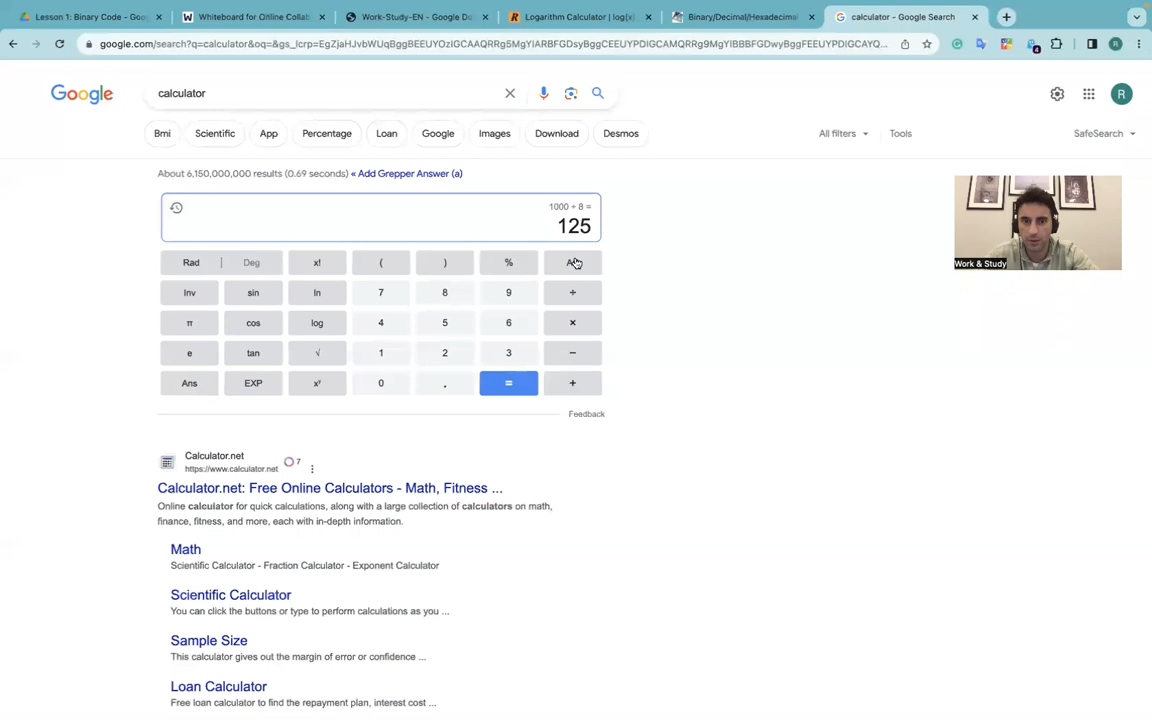 Lesson 1: Binary Code - Goo
Whiteboard for Online Collab
Work-Study-EN - Google Do
Logarithm Calculator | log(x)
Binary/Decimal/Hexadecimal
calculator - Google Search
google.com/search?q=calculator&oq=&gs_lcrp=EgZjaHJvbWUqBggBEEUYOzIGCAAQRRg5MgYIARBFGDsyBggCEEUYPDIGCAMQRRg9MgYIBBBFGDwyBggFEEUYPDIGCAYQ...
4
R
Google
calculator
R
Bmi
Scientific
App
Percentage
Loan
Google
Images
Download
Desmos
All filters
Tools
SafeSearch
About 6,150,000,000 results (0.69 seconds) « Add Grepper Answer (a)
1000 ÷ 8 =
125
Rad | Deg x! ( ) %
Inv sin ln 7 8 9 ÷
π cos log 4 5 6 ×
e tan √ 1 2 3 −
Ans EXP xʸ 0 . = +
Feedback
Work & Study
Calculator.net
https://www.calculator.net
7
Calculator.net: Free Online Calculators - Math, Fitness ...
Online calculator for quick calculations, along with a large collection of calculators on math,
finance, fitness, and more, each with in-depth information.
Math
Scientific Calculator - Fraction Calculator - Exponent Calculator
Scientific Calculator
You can click the buttons or type to perform calculations as you ...
Sample Size
This calculator gives out the margin of error or confidence ...
Loan Calculator
Free loan calculator to find the repayment plan, interest cost ...